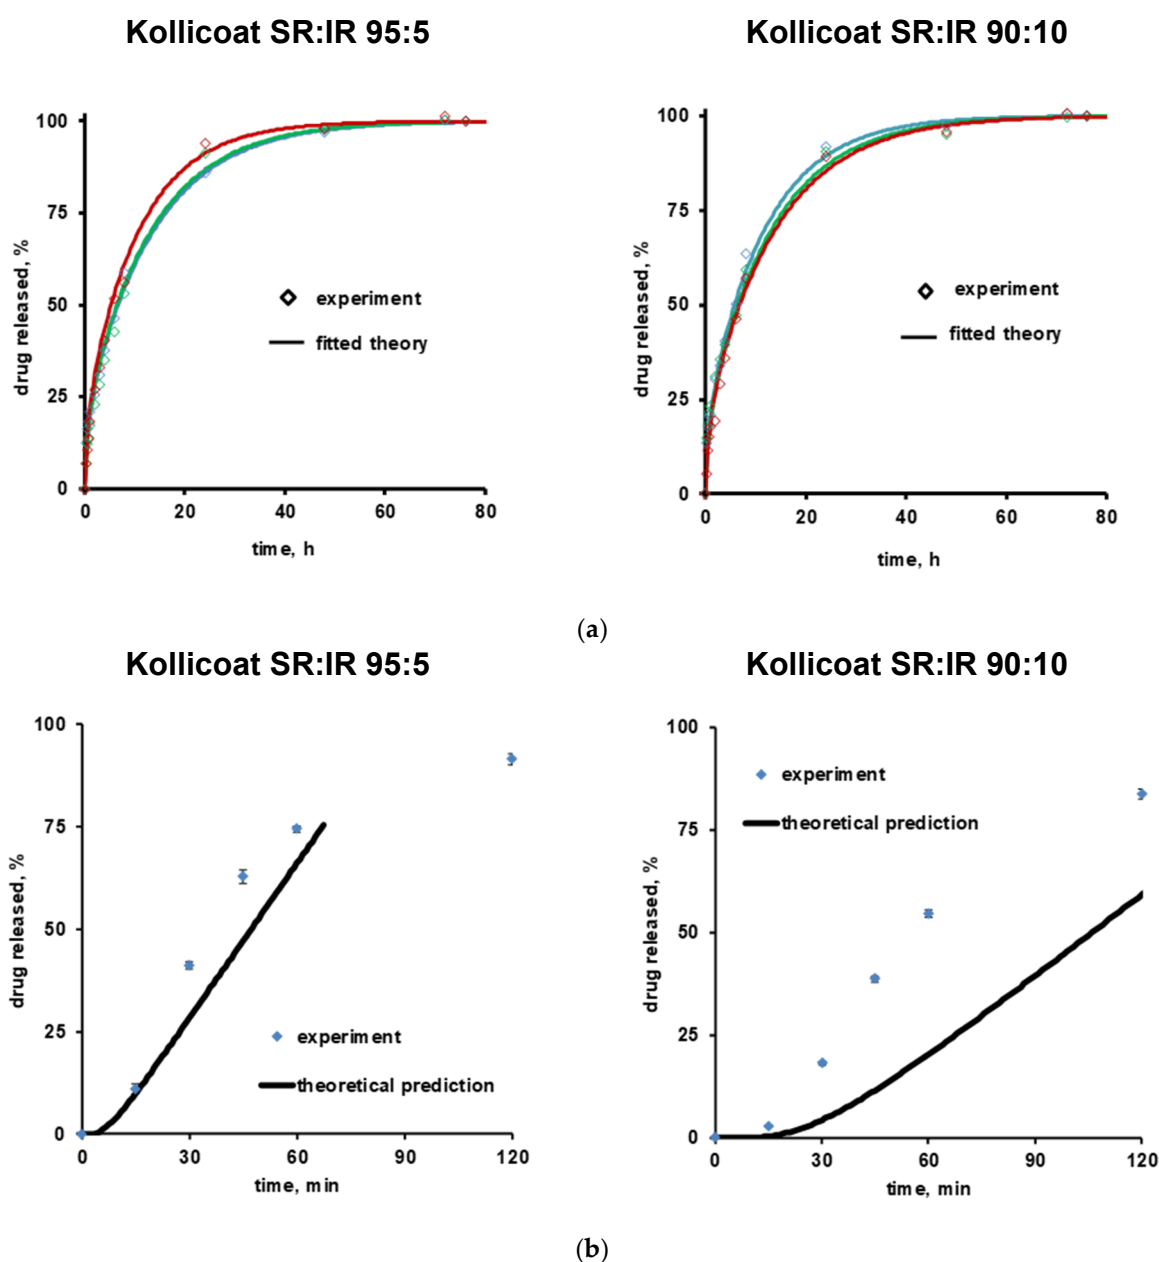 Kollicoat SR:IR 95:5
Kollicoat SR:IR 90:10
100
75
50
25
0
drug released, %
experiment
fitted theory
0 20 40 60 80
time, h
100
75
50
25
0
drug released, %
experiment
fitted theory
0 20 40 60 80
time, h
(a)
Kollicoat SR:IR 95:5
Kollicoat SR:IR 90:10
100
75
50
25
0
drug released, %
experiment
theoretical prediction
0 30 60 90 120
time, min
100
75
50
25
0
drug released, %
experiment
theoretical prediction
0 30 60 90 120
time, min
(b)